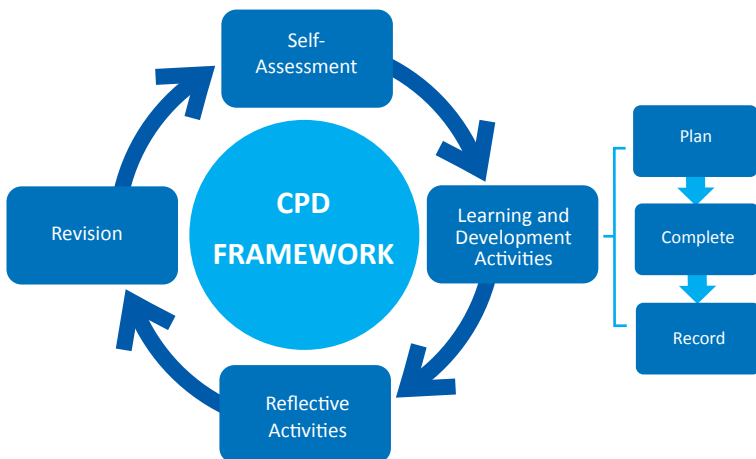 Self-
Assessment
CPD
FRAMEWORK
Learning and
Development
Activities
Plan
Complete
Record
Reflective
Activities
Revision